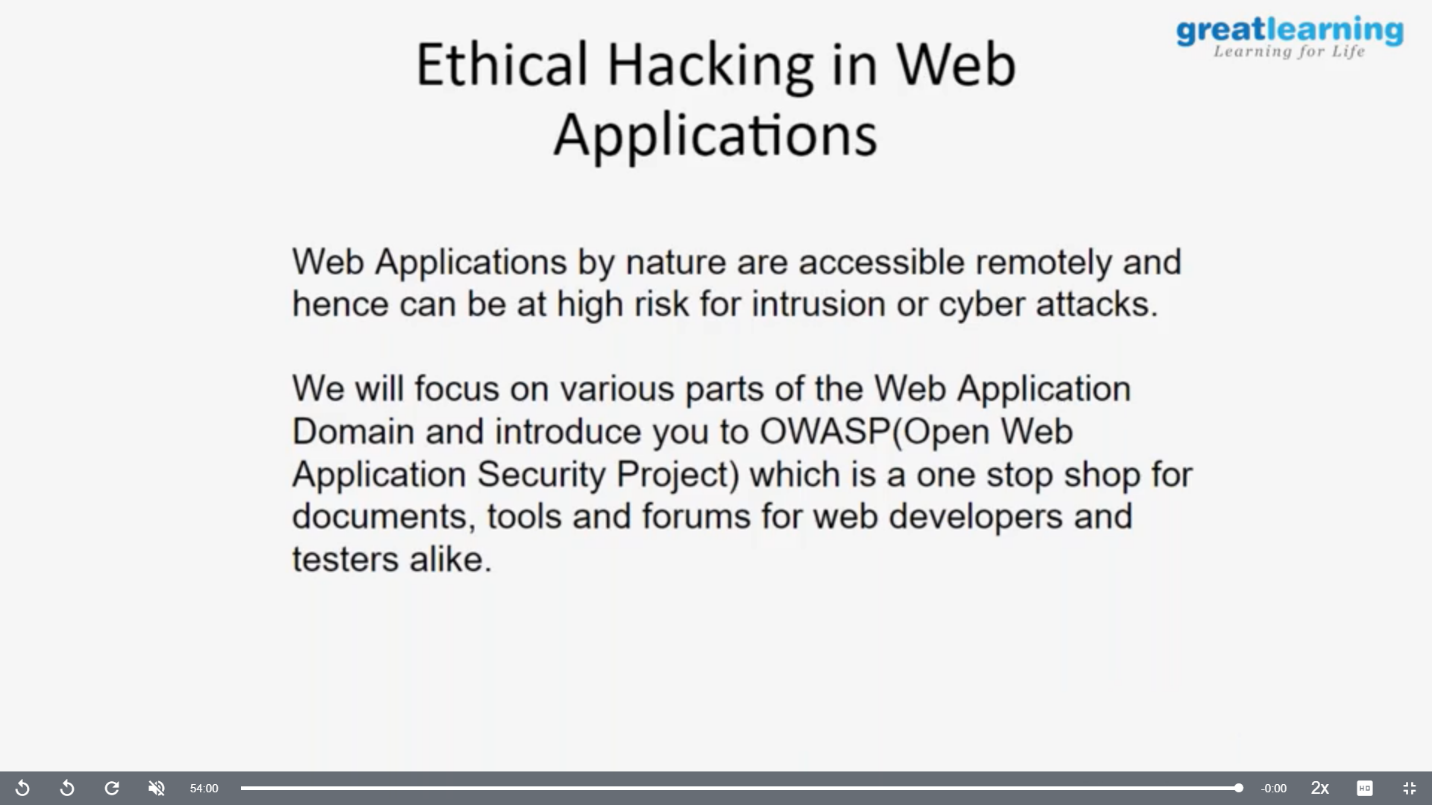 greatlearning
Learning for Life
Ethical Hacking in Web
Applications
Web Applications by nature are accessible remotely and
hence can be at high risk for intrusion or cyber attacks.
We will focus on various parts of the Web Application
Domain and introduce you to OWASP(Open Web
Application Security Project) which is a one stop shop for
documents, tools and forums for web developers and
testers alike.
54:00 -0:00 2x HD